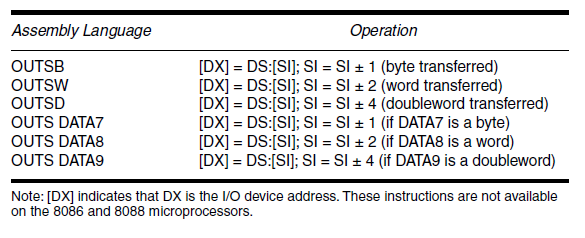 Assembly Language Operation
OUTSB [DX] = DS:[SI]; SI = SI ± 1 (byte transferred)
OUTSW [DX] = DS:[SI]; SI = SI ± 2 (word transferred)
OUTSD [DX] = DS:[SI]; SI = SI ± 4 (doubleword transferred)
OUTS DATA7 [DX] = DS:[SI]; SI = SI ± 1 (if DATA7 is a byte)
OUTS DATA8 [DX] = DS:[SI]; SI = SI ± 2 (if DATA8 is a word)
OUTS DATA9 [DX] = DS:[SI]; SI = SI ± 4 (if DATA9 is a doubleword)
Note: [DX] indicates that DX is the I/O device address. These instructions are not available
on the 8086 and 8088 microprocessors.